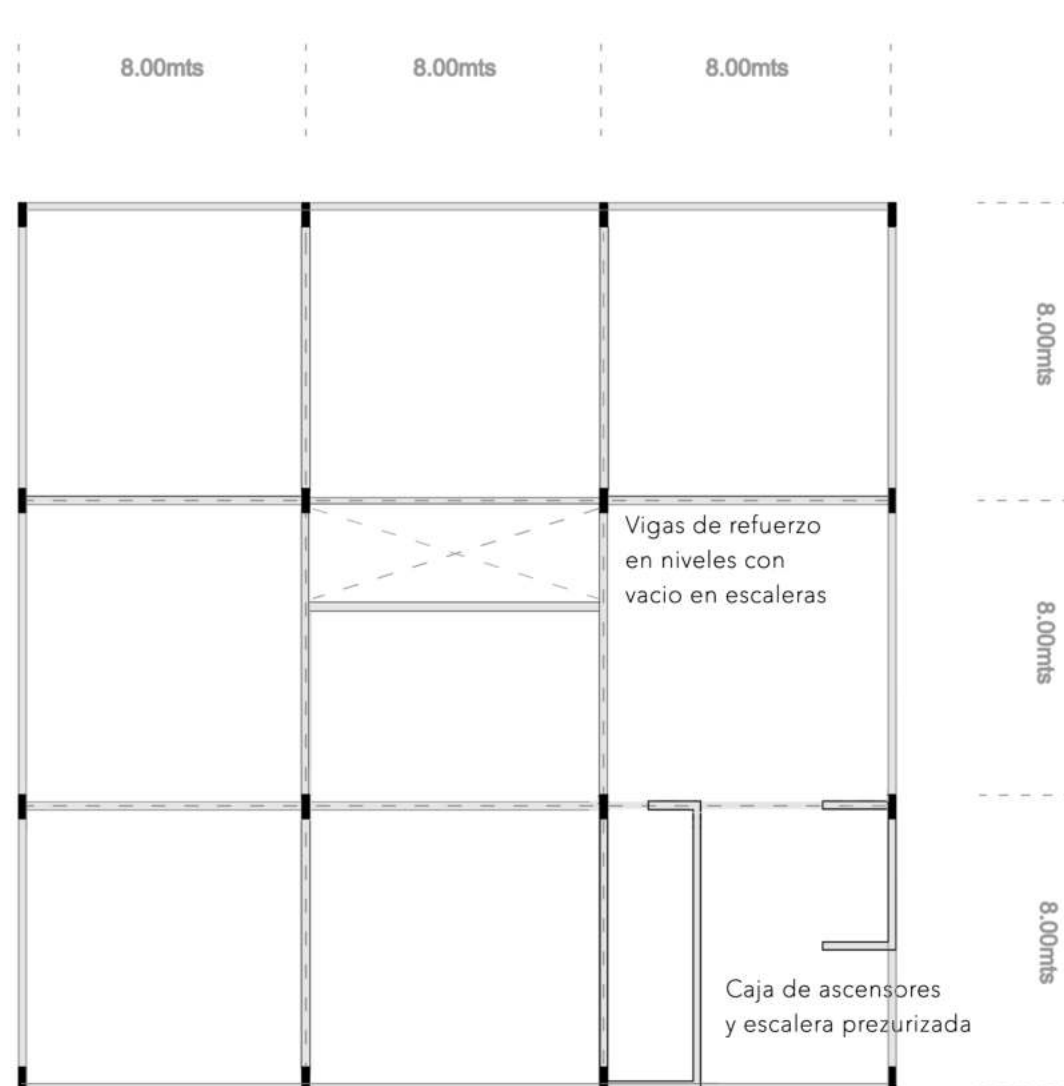 8.00mts 8.00mts 8.00mts
8.00mts
Vigas de refuerzo
en niveles con
vacio en escaleras
8.00mts
8.00mts
Caja de ascensores
y escalera prezurizada